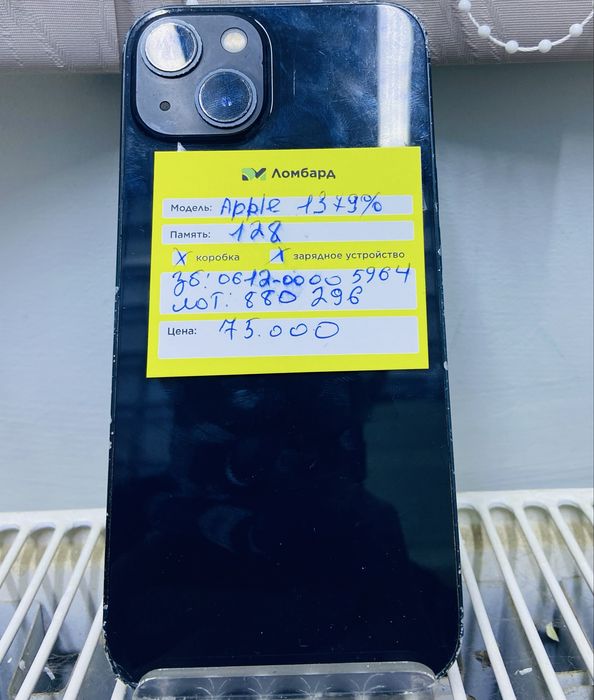 Ломбард
Модель: Apple 13 79%
Память: 128
X коробка X зарядное устройство
зб: 0612-0000 5964
лот: 880 296
Цена: 75.000